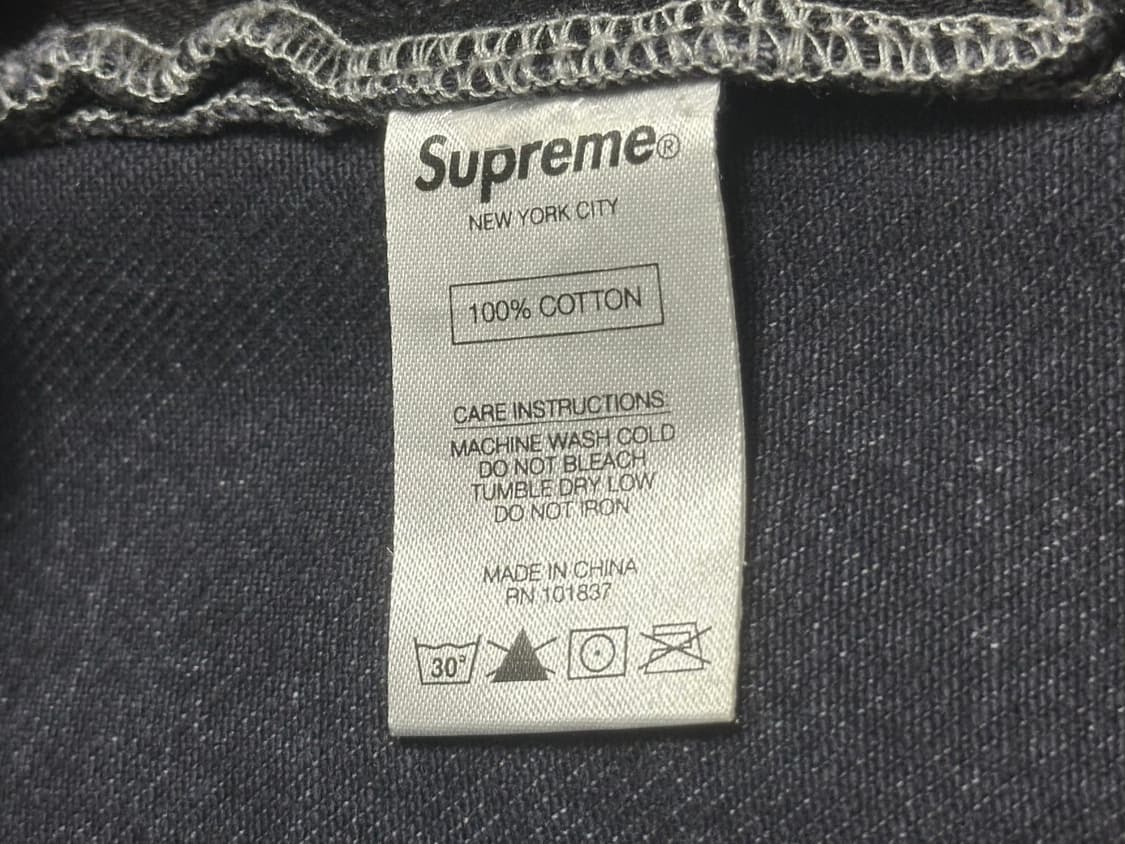 Supreme®
NEW YORK CITY
100% COTTON
CARE INSTRUCTIONS
MACHINE WASH COLD
DO NOT BLEACH
TUMBLE DRY LOW
DO NOT IRON
MADE IN CHINA
RN 101837
30°